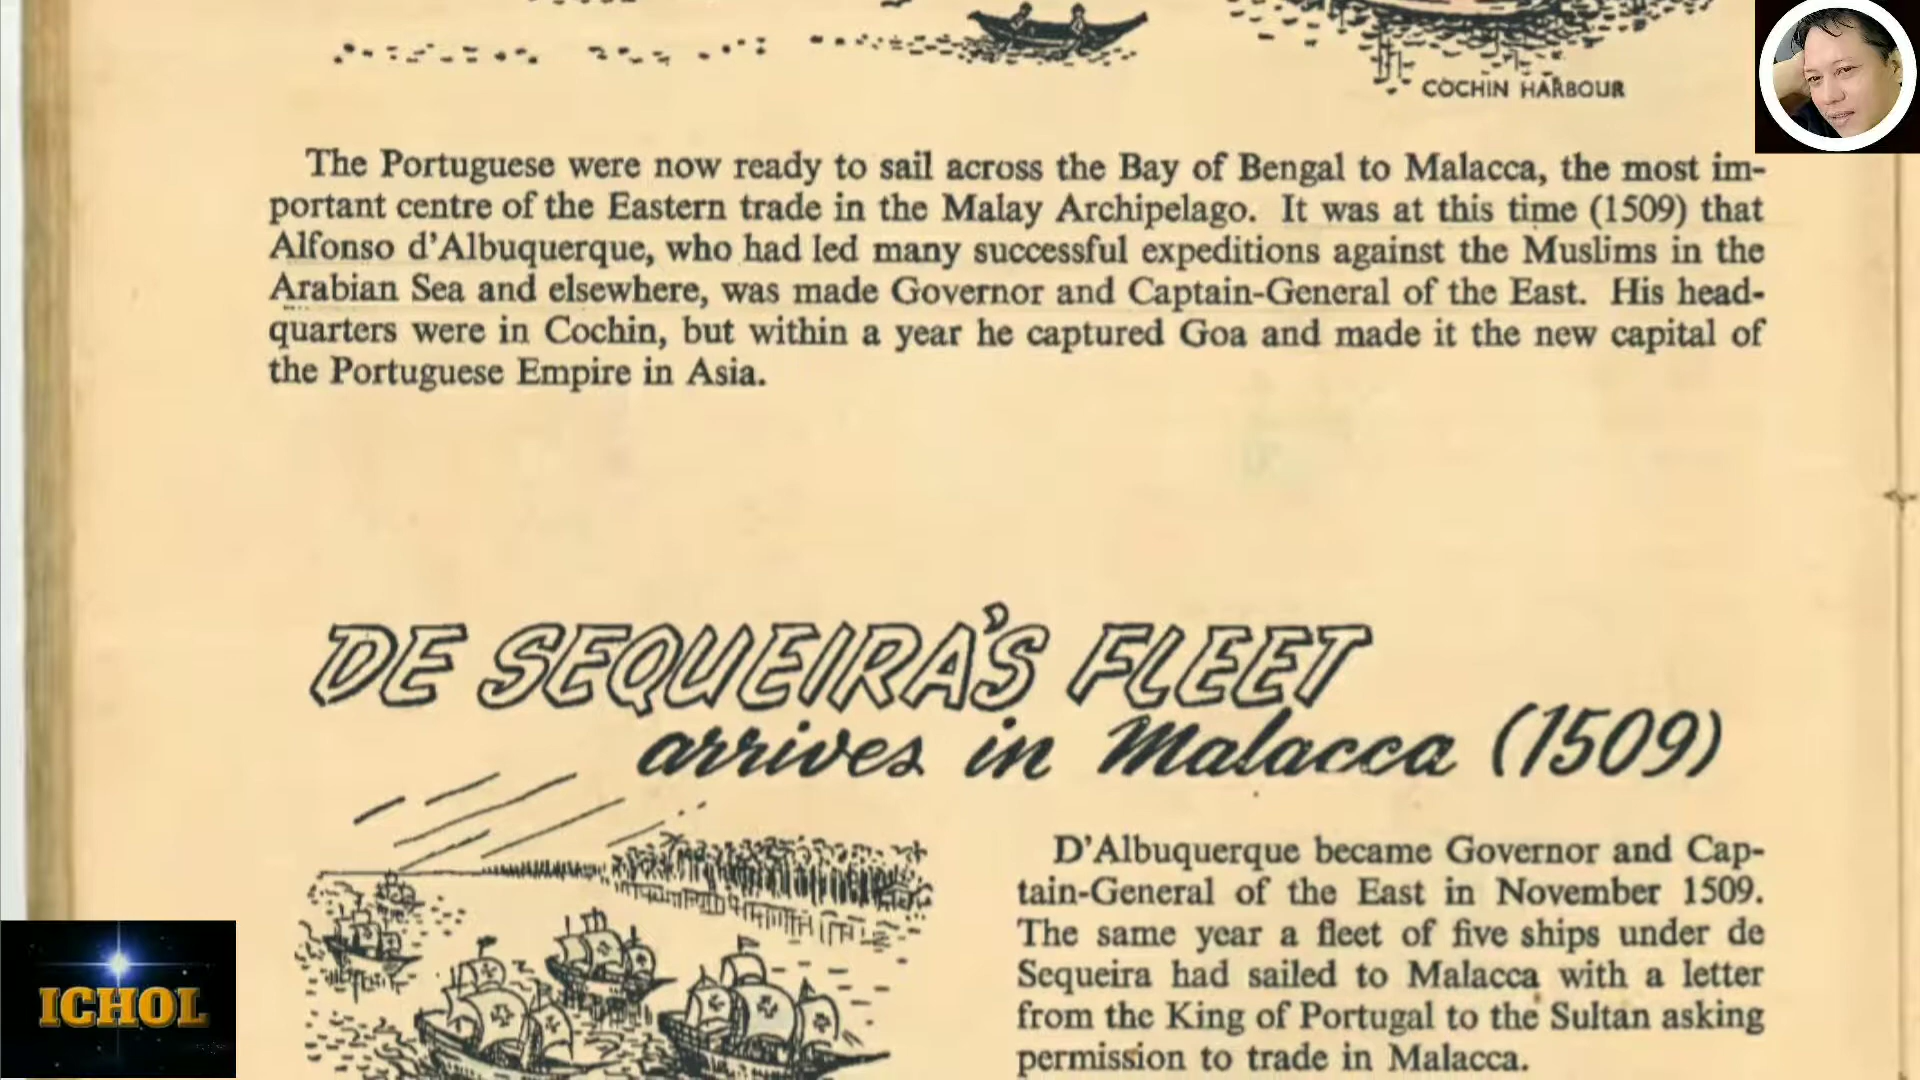 COCHIN HARBOUR
The Portuguese were now ready to sail across the Bay of Bengal to Malacca, the most im-
portant centre of the Eastern trade in the Malay Archipelago. It was at this time (1509) that
Alfonso d'Albuquerque, who had led many successful expeditions against the Muslims in the
Arabian Sea and elsewhere, was made Governor and Captain-General of the East. His head-
quarters were in Cochin, but within a year he captured Goa and made it the new capital of
the Portuguese Empire in Asia.
DE SEQUEIRA'S FLEET
arrives in Malacca (1509)
D'Albuquerque became Governor and Cap-
tain-General of the East in November 1509.
The same year a fleet of five ships under de
Sequeira had sailed to Malacca with a letter
from the King of Portugal to the Sultan asking
permission to trade in Malacca.
ICHOL